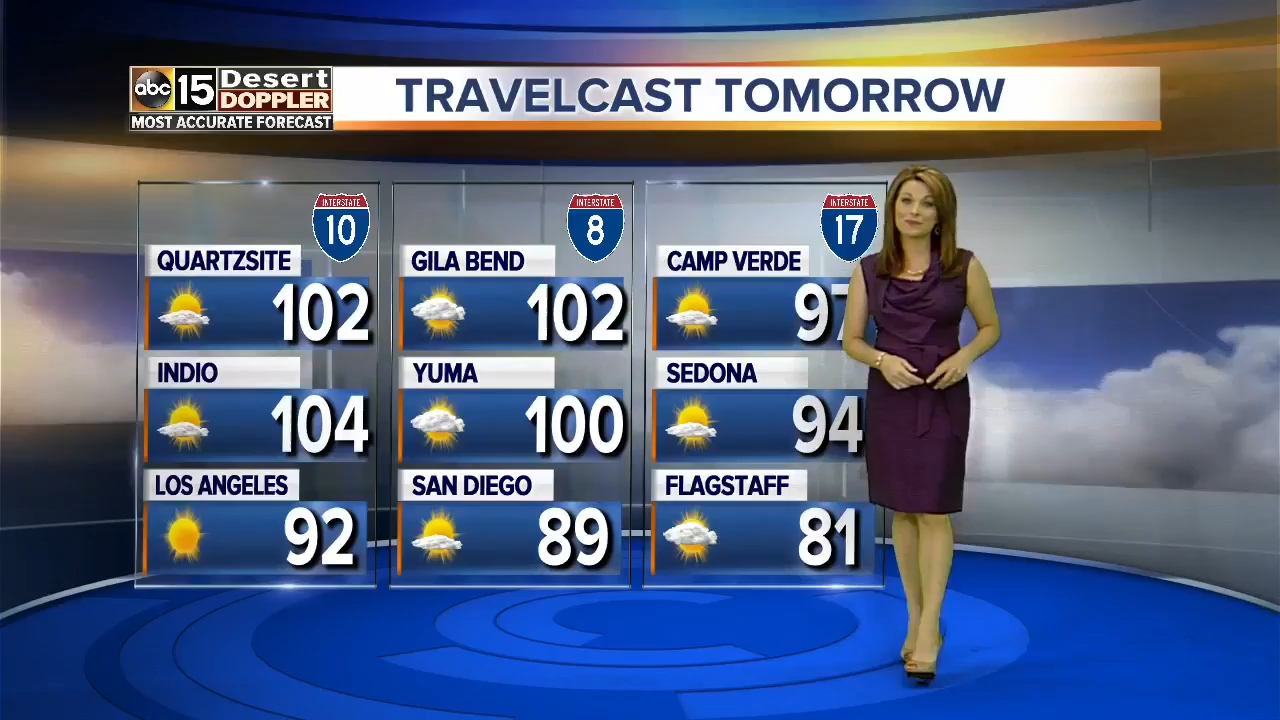 abc 15 Desert DOPPLER
MOST ACCURATE FORECAST
TRAVELCAST TOMORROW
INTERSTATE
10
QUARTZSITE
102
INDIO
104
LOS ANGELES
92
INTERSTATE
8
GILA BEND
102
YUMA
100
SAN DIEGO
89
INTERSTATE
17
CAMP VERDE
97
SEDONA
94
FLAGSTAFF
81